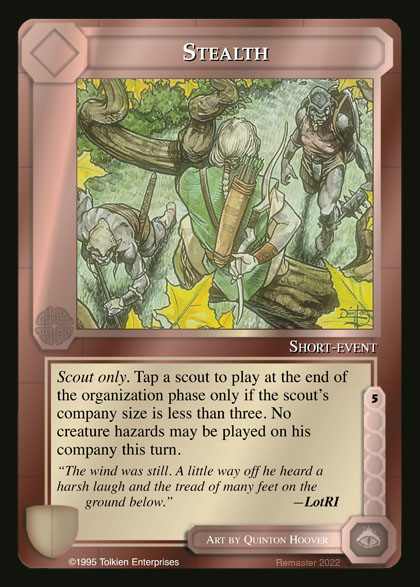 Stealth
Short-event
Scout only. Tap a scout to play at the end of
the organization phase only if the scout's
company size is less than three. No
creature hazards may be played on his
company this turn.
5
“The wind was still. A little way off he heard a
harsh laugh and the tread of many feet on the
ground below.” –LotRI
Art by Quinton Hoover
©1995 Tolkien Enterprises
Remaster 2022